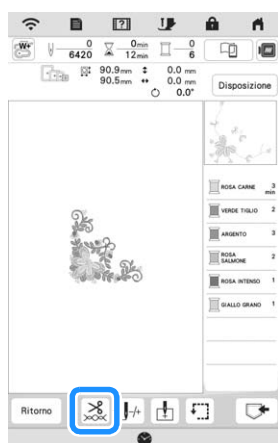 W+
0
6420
0min
12min
0
6
90.9mm
90.5mm
0.0 mm
0.0 mm
0.0°
Disposizione
ROSA CARNE 3 min
VERDE TIGLIO 2
ARGENTO 3
ROSA SALMONE 2
ROSA INTENSO 1
GIALLO GRANO 1
Ritorno
-/+